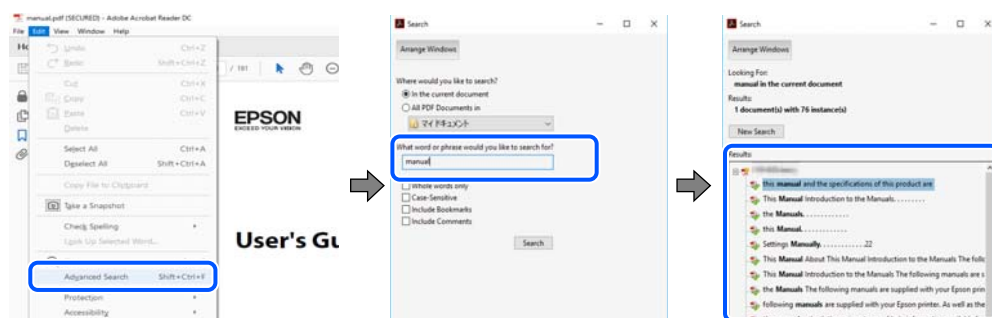 manual.pdf (SECURED) - Adobe Acrobat Reader DC
File Edit View Window Help
Undo Ctrl+Z
Redo Shift+Ctrl+Z
Cut Ctrl+X
Copy Ctrl+C
Paste Ctrl+V
Delete
Select All Ctrl+A
Deselect All Shift+Ctrl+A
Copy File to Clipboard
Take a Snapshot
Check Spelling
Look Up Selected Word...
Advanced Search Shift+Ctrl+F
Protection
Accessibility
/ 181
EPSON
EXCEED YOUR VISION
User's Gu
Search
Arrange Windows
Where would you like to search?
In the current document
All PDF Documents in
マイドキュメント
What word or phrase would you like to search for?
manual
Whole words only
Case-Sensitive
Include Bookmarks
Include Comments
Search
Search
Arrange Windows
Looking For:
manual in the current document
Results:
1 document(s) with 76 instance(s)
New Search
Results:
this manual and the specifications of this product are
This Manual Introduction to the Manuals. . . . . . . . .
the Manuals. . . . . . . . . . . . .
this Manual. . . . . . . . . . . . .
Settings Manually. . . . . . . . . . . . .22
This Manual About This Manual Introduction to the Manuals The follo
This Manual Introduction to the Manuals The following manuals are s
the Manuals The following manuals are supplied with your Epson prin
following manuals are supplied with your Epson printer. As well as the